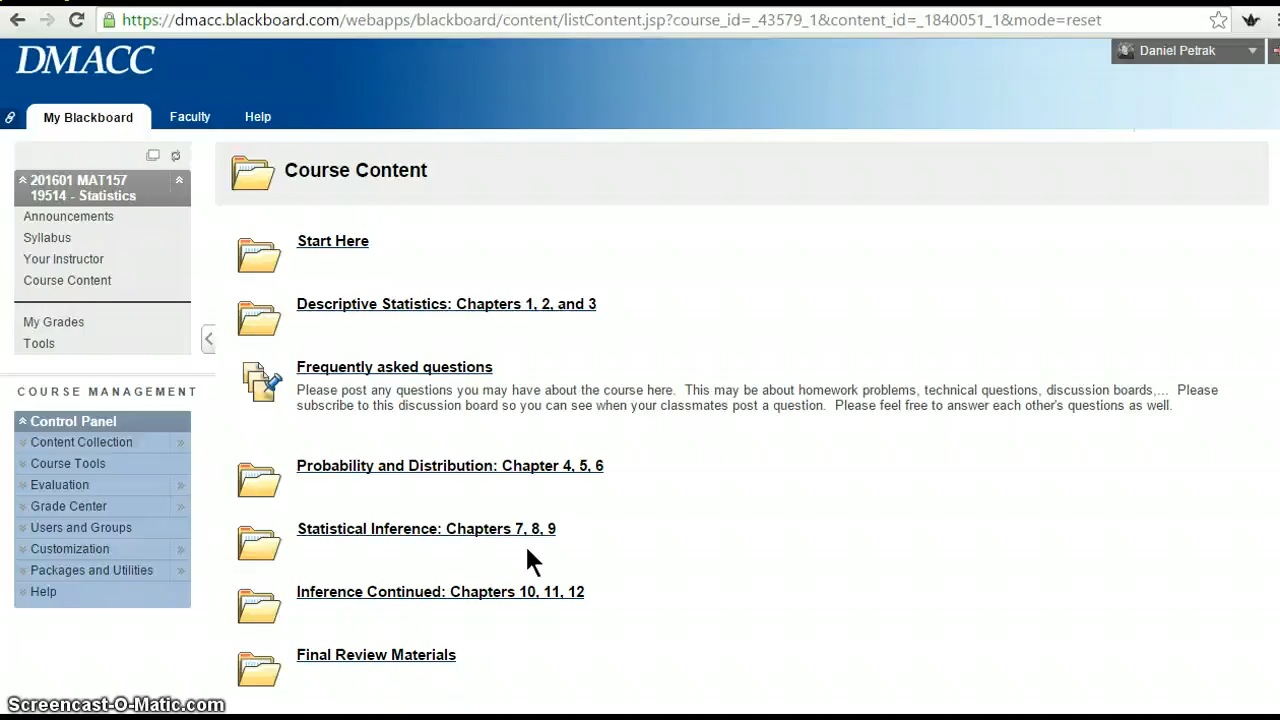 https://dmacc.blackboard.com/webapps/blackboard/content/listContent.jsp?course_id=_43579_1&content_id=_1840051_1&mode=reset
DMACC
Daniel Petrak
My Blackboard
Faculty
Help
201601 MAT157
19514 - Statistics
Announcements
Syllabus
Your Instructor
Course Content
My Grades
Tools
COURSE MANAGEMENT
Control Panel
Content Collection
Course Tools
Evaluation
Grade Center
Users and Groups
Customization
Packages and Utilities
Help
Course Content
Start Here
Descriptive Statistics: Chapters 1, 2, and 3
Frequently asked questions
Please post any questions you may have about the course here.  This may be about homework problems, technical questions, discussion boards,...  Please
subscribe to this discussion board so you can see when your classmates post a question.  Please feel free to answer each other's questions as well.
Probability and Distribution: Chapter 4, 5, 6
Statistical Inference: Chapters 7, 8, 9
Inference Continued: Chapters 10, 11, 12
Final Review Materials
Screencast-O-Matic.com